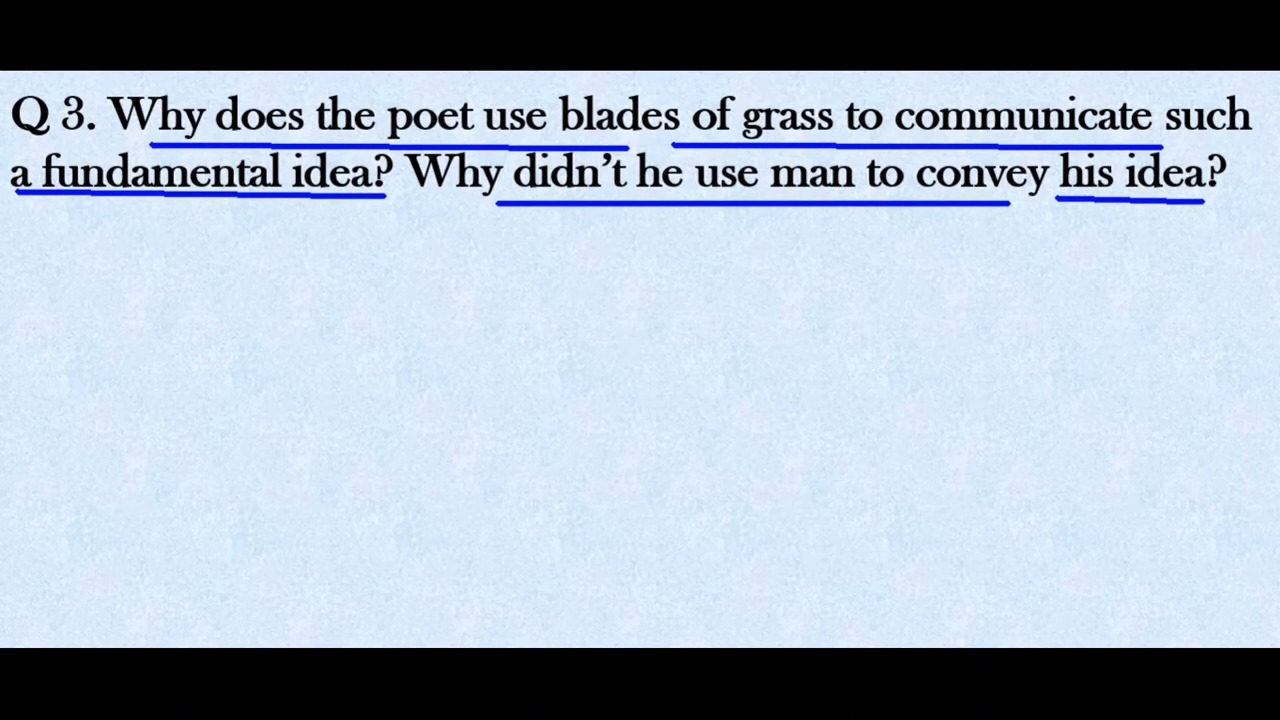 Q 3. Why does the poet use blades of grass to communicate such
a fundamental idea? Why didn’t he use man to convey his idea?